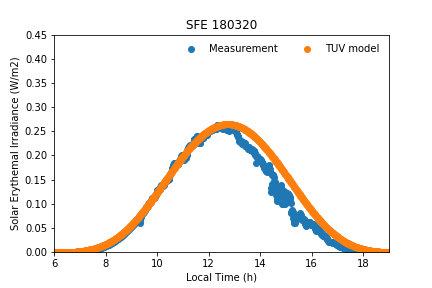 SFE 180320
Measurement
TUV model
Solar Erythemal Irradiance (W/m2)
0.45
0.40
0.35
0.30
0.25
0.20
0.15
0.10
0.05
0.00
6 8 10 12 14 16 18
Local Time (h)